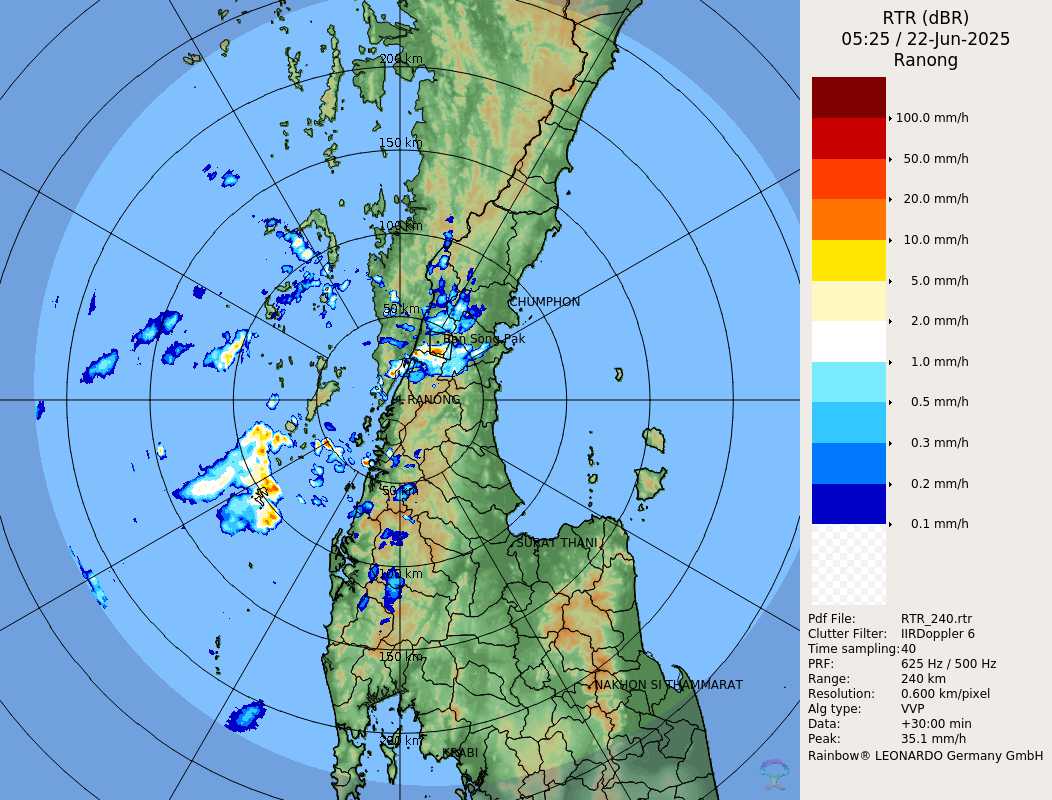 RTR (dBR)
05:25 / 22-Jun-2025
Ranong
100.0 mm/h
50.0 mm/h
20.0 mm/h
10.0 mm/h
5.0 mm/h
2.0 mm/h
1.0 mm/h
0.5 mm/h
0.3 mm/h
0.2 mm/h
0.1 mm/h
Pdf File: RTR_240.rtr
Clutter Filter: IIRDoppler 6
Time sampling:40
PRF: 625 Hz / 500 Hz
Range: 240 km
Resolution: 0.600 km/pixel
Alg type: VVP
Data: +30:00 min
Peak: 35.1 mm/h
Rainbow® LEONARDO Germany GmbH
200 km
150 km
100 km
50 km
CHUMPHON
Ban Song Pak
RANONG
50 km
SURAT THANI
100 km
150 km
NAKHON SI THAMMARAT
200 km
KRABI